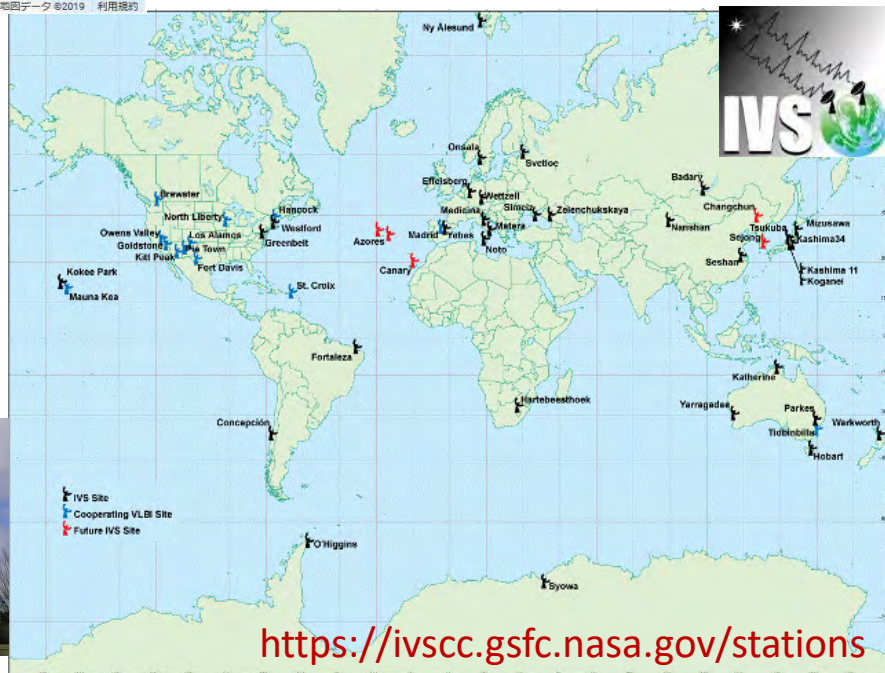 地図データ ©2019 利用規約
IVS
Ny Ålesund
Onsala
Svetloe
Effelsberg
Wettzell
Badary
Brewster
Medicina
Simeiz
Zelenchukskaya
Changchun
North Liberty
Hancock
Westford
Matera
Nanshan
Tsukuba
Mizusawa
Owens Valley
Los Alamos
Greenbelt
Azores
Madrid
Yebes
Sejong
Kashima34
Goldstone
Pie Town
Noto
Kitt Peak
Fort Davis
Canary
Seshan
Kokee Park
Kashima 11
Koganei
Mauna Kea
St. Croix
Fortaleza
Katherine
Hartebeesthoek
Yarragadee
Parkes
Concepción
Tidbinbilla
Warkworth
Hobart
IVS Site
Cooperating VLBI Site
Future IVS Site
O'Higgins
Syowa
https://ivscc.gsfc.nasa.gov/stations